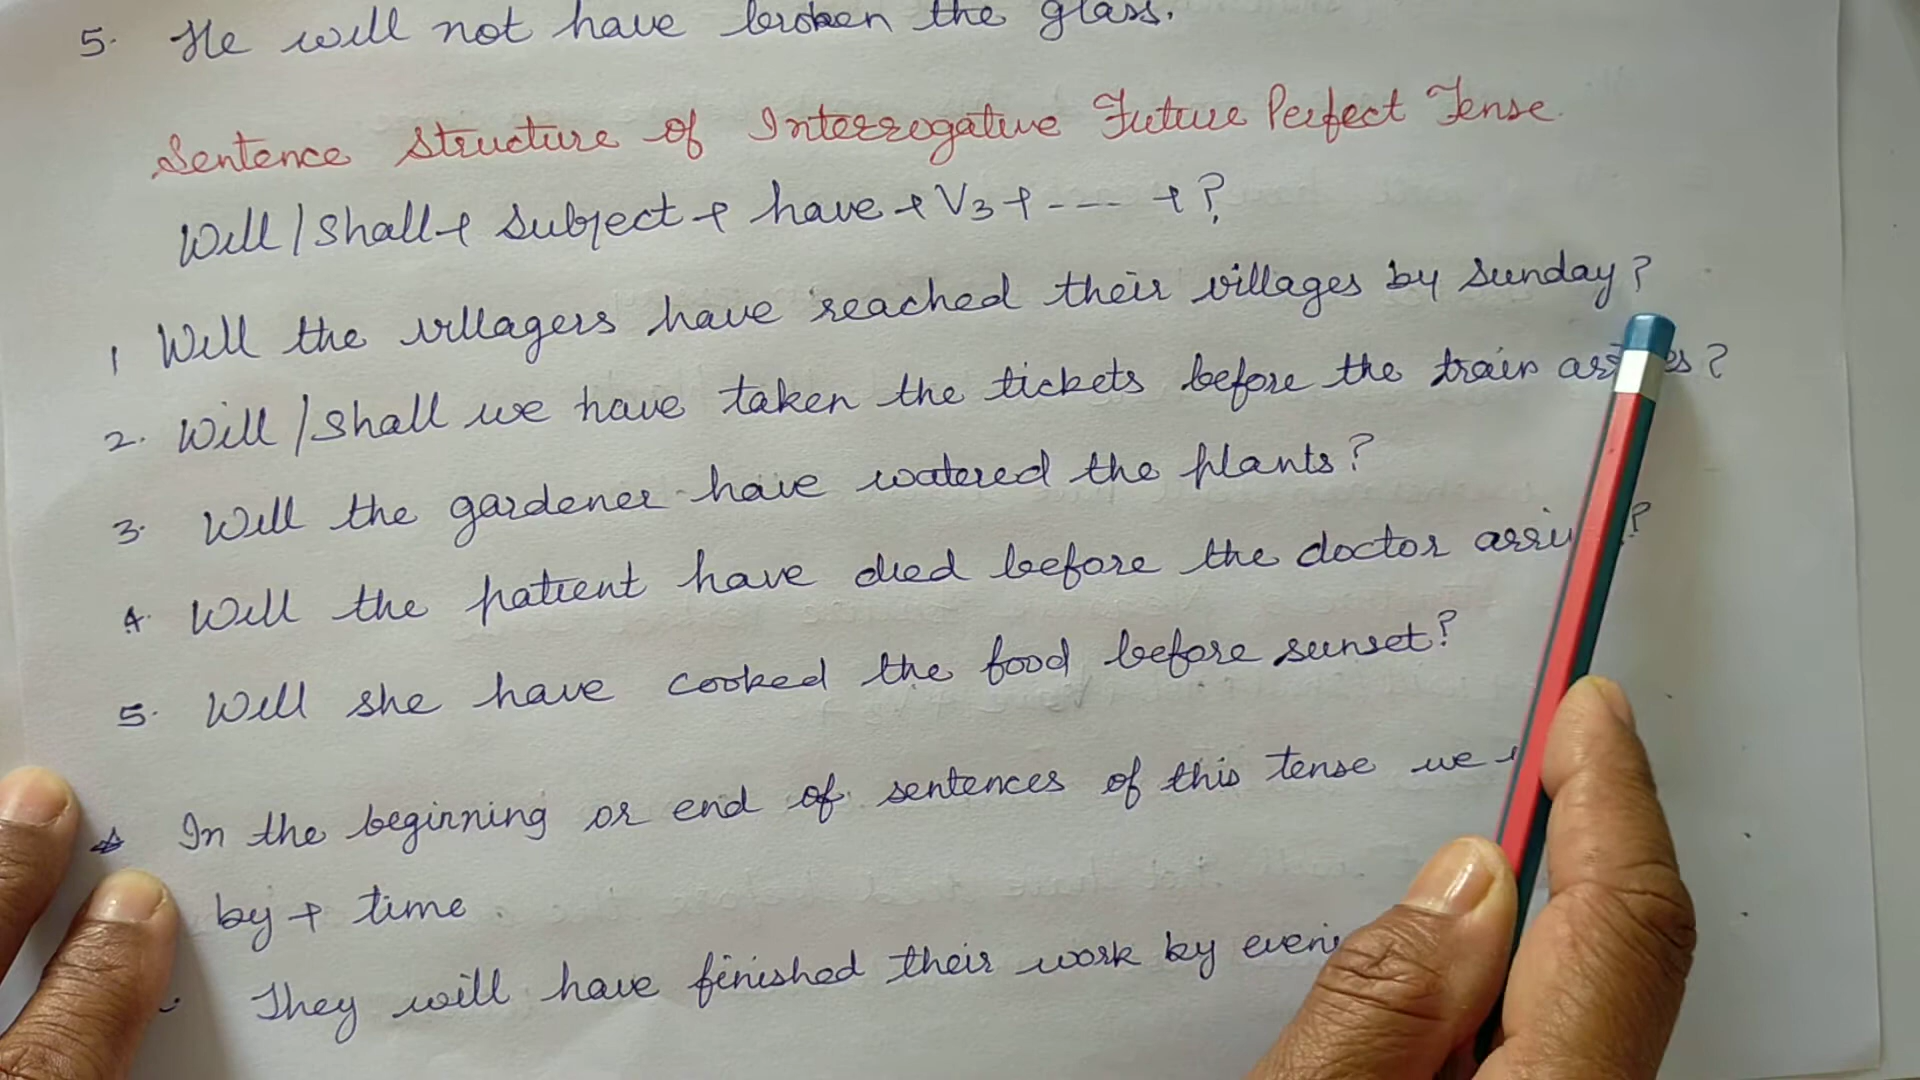 5. He will not have broken the glass.
Sentence structure of Interrogative Future Perfect Tense
Will / Shall + Subject + have + V3 + --- + ?
1 Will the villagers have reached their villages by sunday?
2. Will / Shall we have taken the tickets before the train ?
3. Will the gardener have watered the plants?
4. Will the patient have died before the doctor ?
5. Will she have cooked the food before sunset?
In the beginning or end of sentences of this tense we
by + time
They will have finished their work by